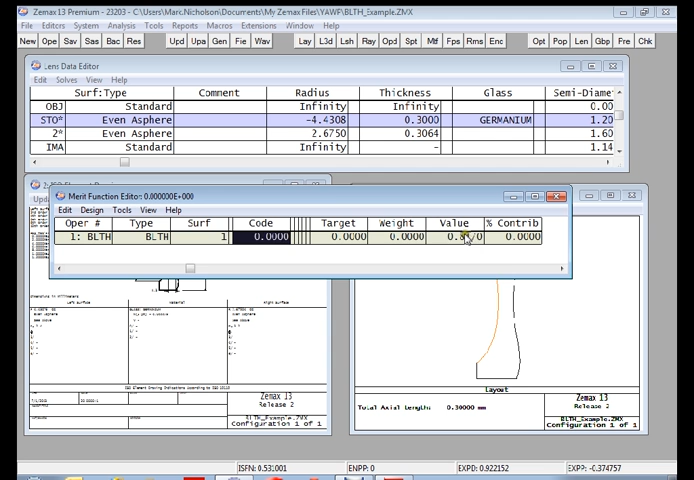 Zemax 13 Premium - 23203 - C:\Users\Marc.Nicholson\Documents\My Zemax Files\YAWF\BLTH_Example.ZMX
File Editors System Analysis Tools Reports Macros Extensions Window Help
New Ope Sav Sas Bac Res Upd Upa Gen Fie Wav Lay L3d Lsh Ray Opd Spt Mtf Fps Rms Enc Opt Pop Len Gbp Fre Chk
Lens Data Editor
Edit Solves View Help
Surf:Type Comment Radius Thickness Glass Semi-Diame
OBJ Standard Infinity Infinity 0.00
STO* Even Asphere -4.4308 0.3000 GERMANIUM 1.20
2* Even Asphere 2.6750 0.3064 1.60
IMA Standard Infinity - 1.14
Merit Function Editor: 0.000000E+000
Edit Design Tools View Help
Oper # Type Surf Code Target Weight Value % Contrib
1: BLTH BLTH 1 0.0000 0.0000 0.0000 0.0000
Layout
Total Axial Length: 0.30000 mm
Zemax 13
Release 2
BLTH_Example.ZMX
Configuration 1 of 1
Zemax 13
Release 2
BLTH_Example.ZMX
Configuration 1 of 1
ISFN: 0.531001 ENPP: 0 EXPD: 0.922152 EXPP: -0.374757